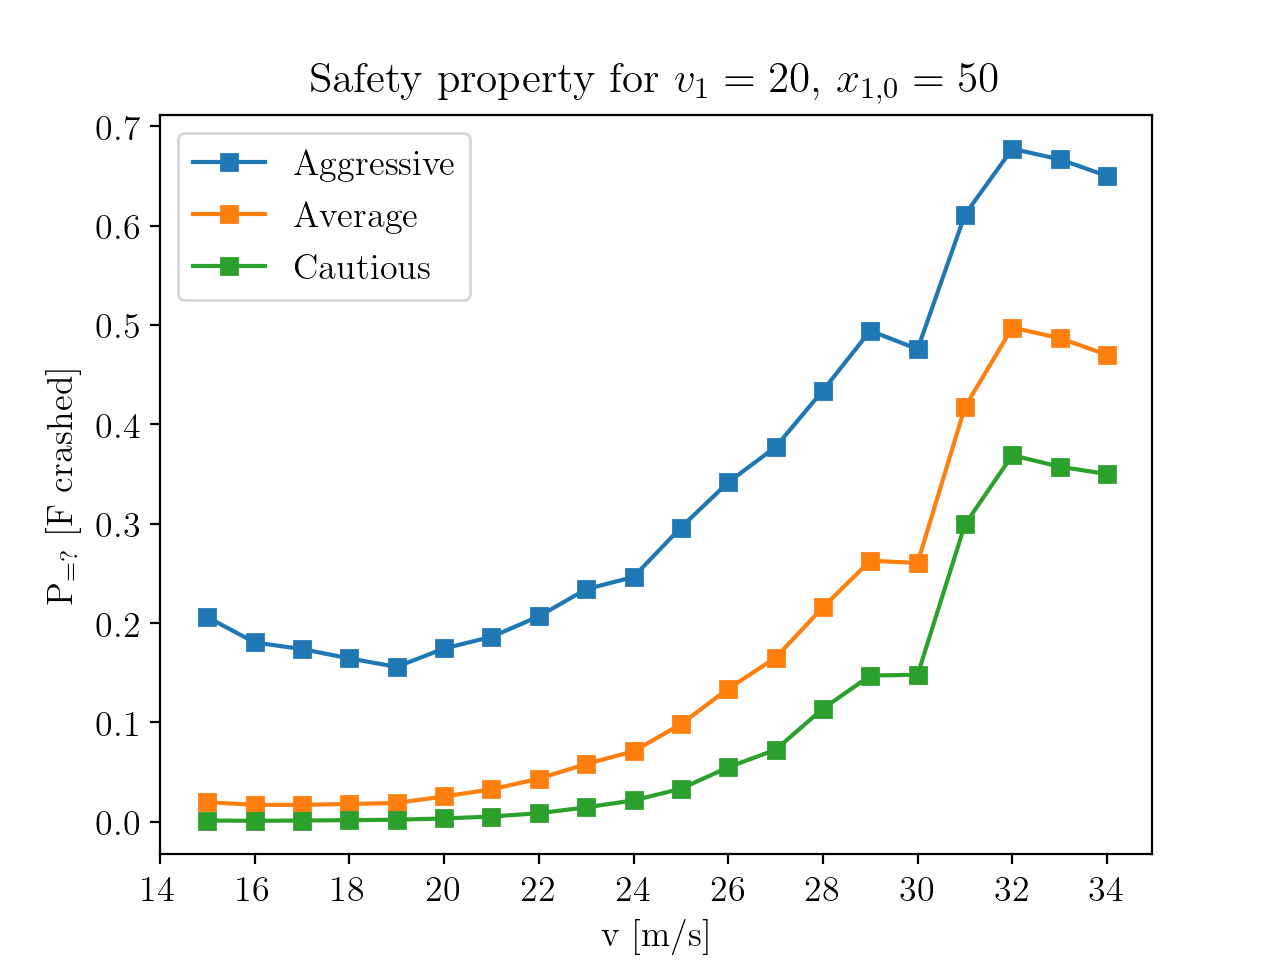 Safety property for v₁ = 20, x₁,₀ = 50
0.7
0.6
0.5
0.4
0.3
0.2
0.1
0.0
P=? [F crashed]
Aggressive
Average
Cautious
14 16 18 20 22 24 26 28 30 32 34
v [m/s]